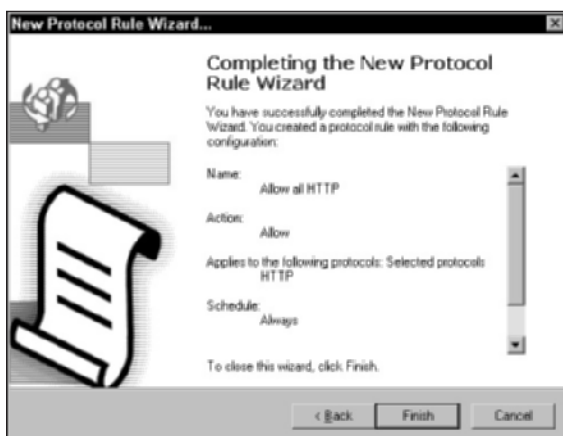 New Protocol Rule Wizard...
Completing the New Protocol
Rule Wizard
You have successfully completed the New Protocol Rule
Wizard. You created a protocol rule with the following
configuration:
Name:
Allow all HTTP
Action:
Allow
Applies to the following protocols: Selected protocols
HTTP
Schedule:
Always
To close this wizard, click Finish.
< Back
Finish
Cancel